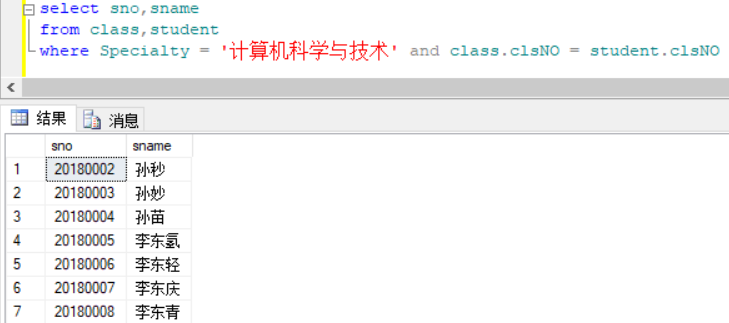 select sno,sname
from class,student
where Specialty = '计算机科学与技术' and class.clsNO = student.clsNO
结果 消息
sno sname
1 20180002 孙秒
2 20180003 孙妙
3 20180004 孙苗
4 20180005 李东氢
5 20180006 李东轻
6 20180007 李东庆
7 20180008 李东青